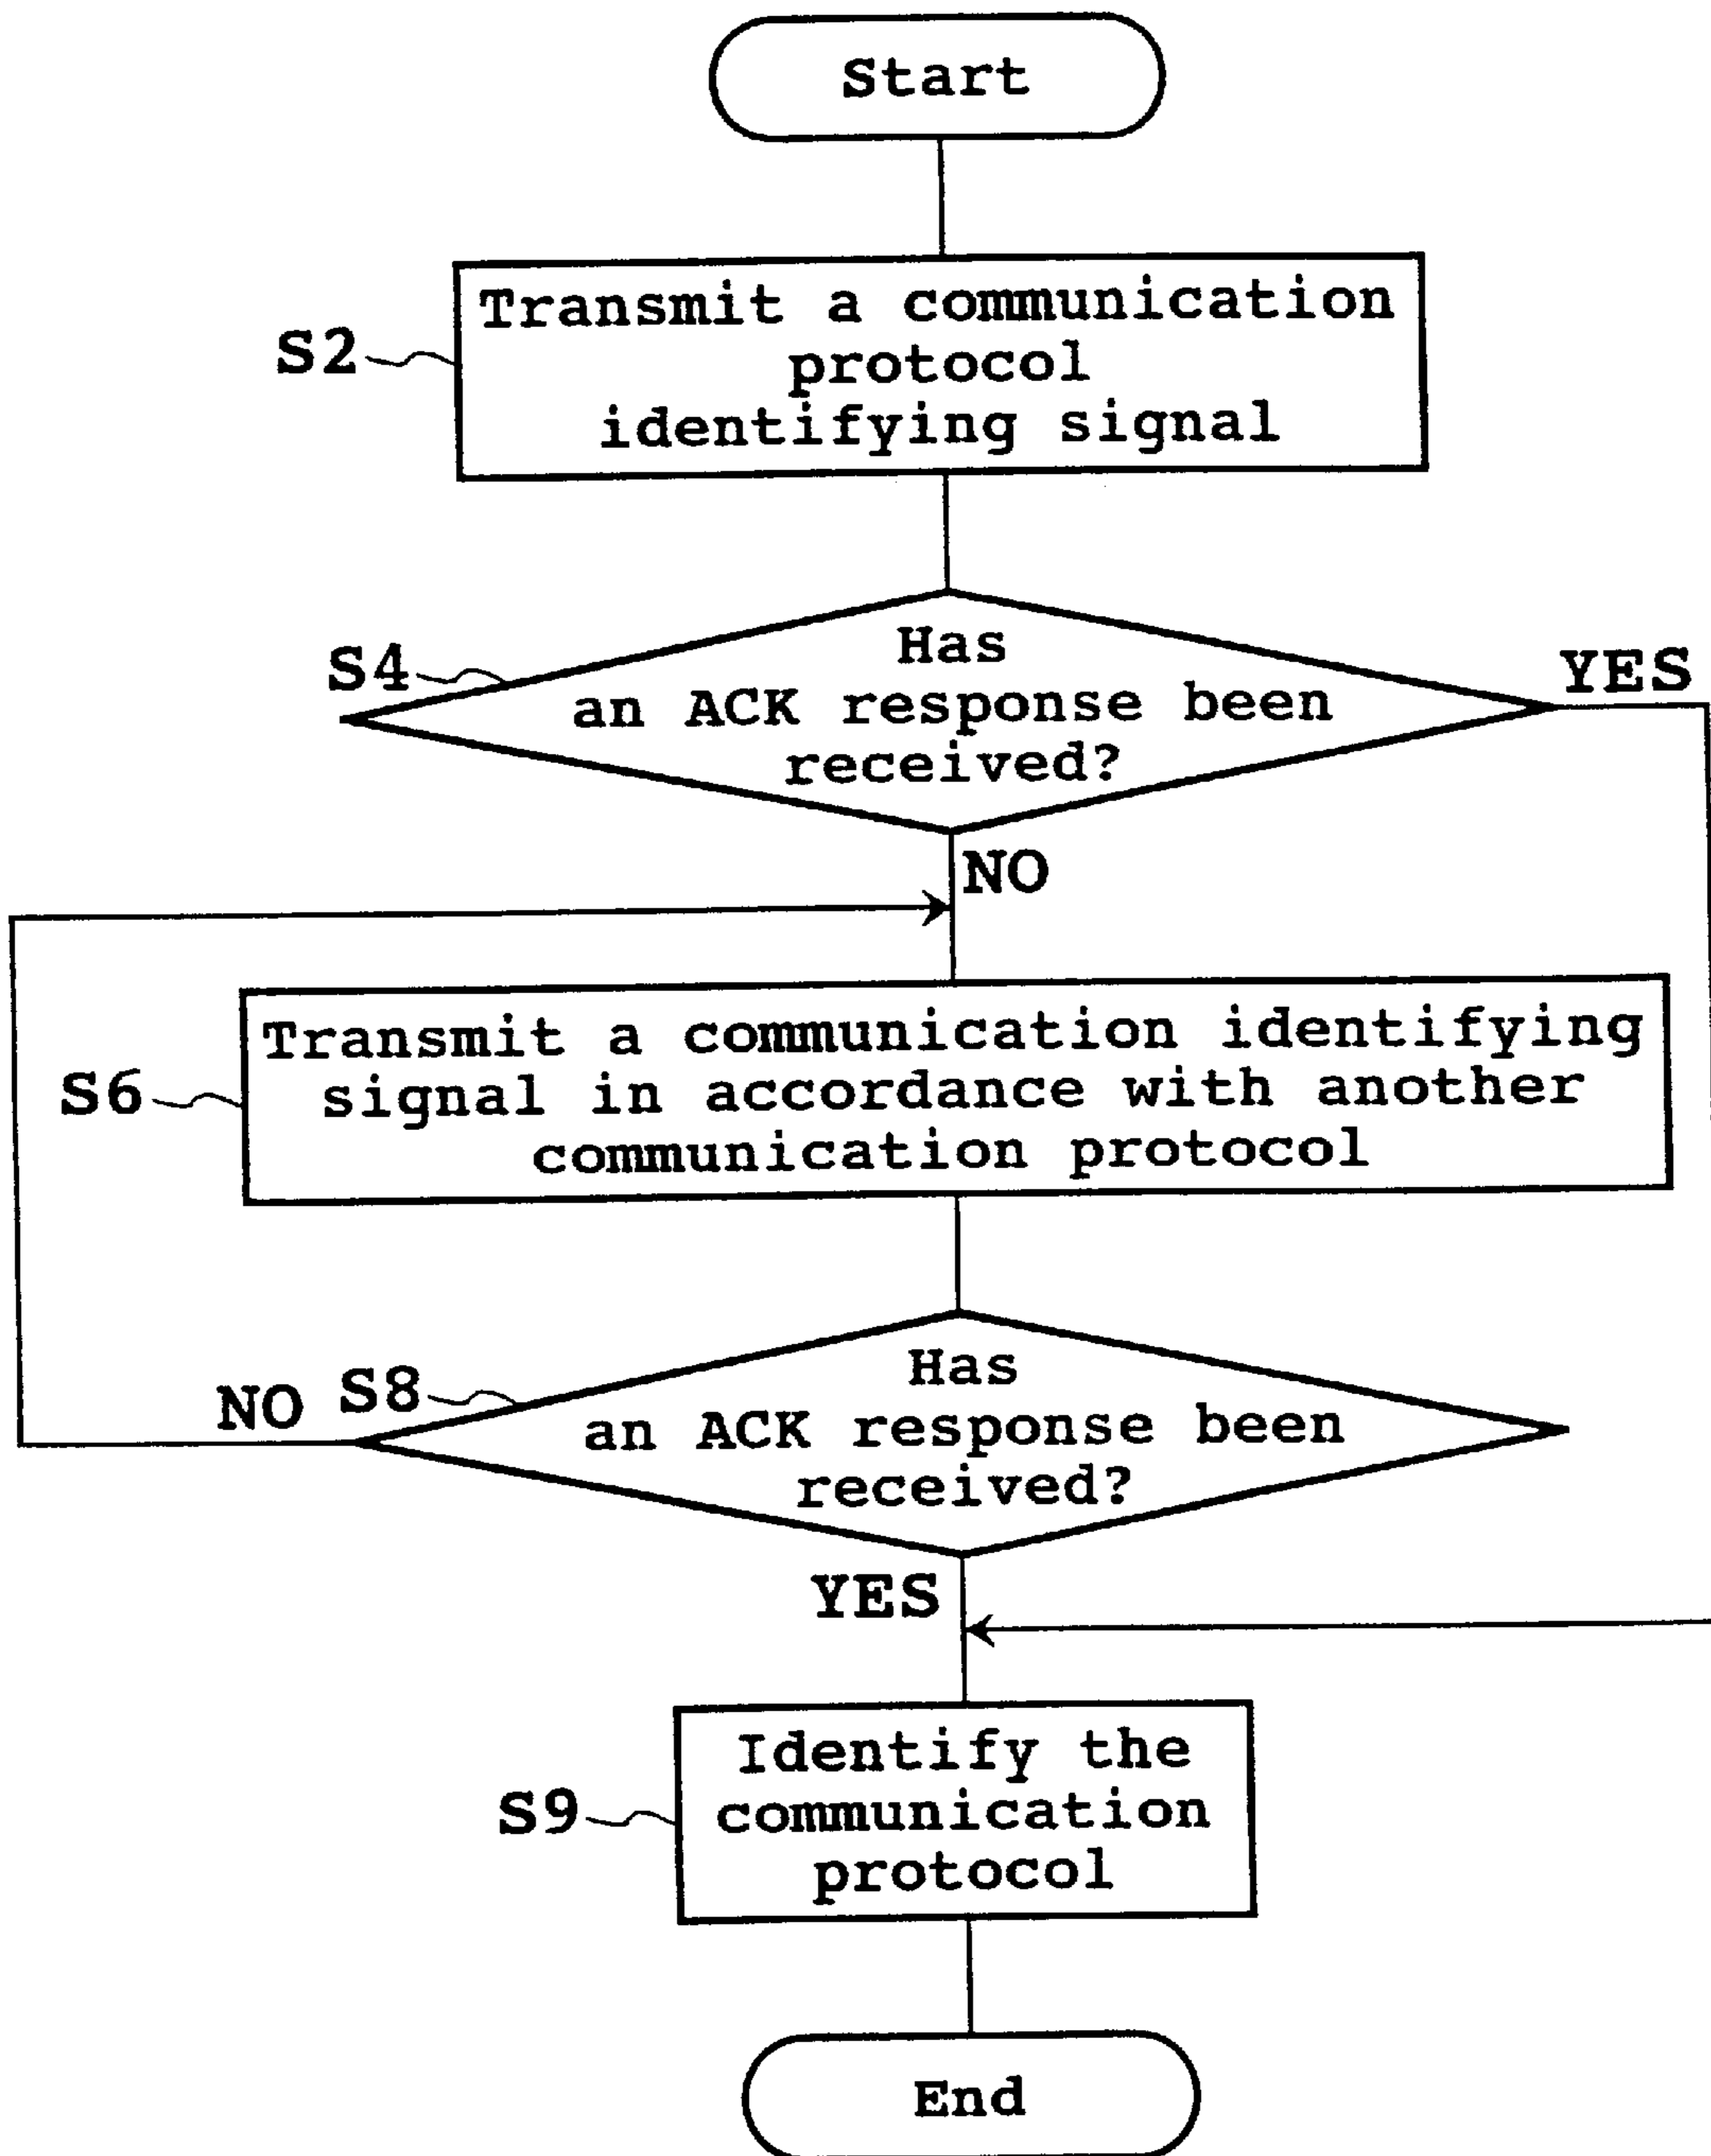 Start
S2
Transmit a communication
protocol
identifying signal
S4
Has
an ACK response been
received?
YES
NO
S6
Transmit a communication identifying
signal in accordance with another
communication protocol
NO
S8
Has
an ACK response been
received?
YES
S9
Identify the
communication
protocol
End